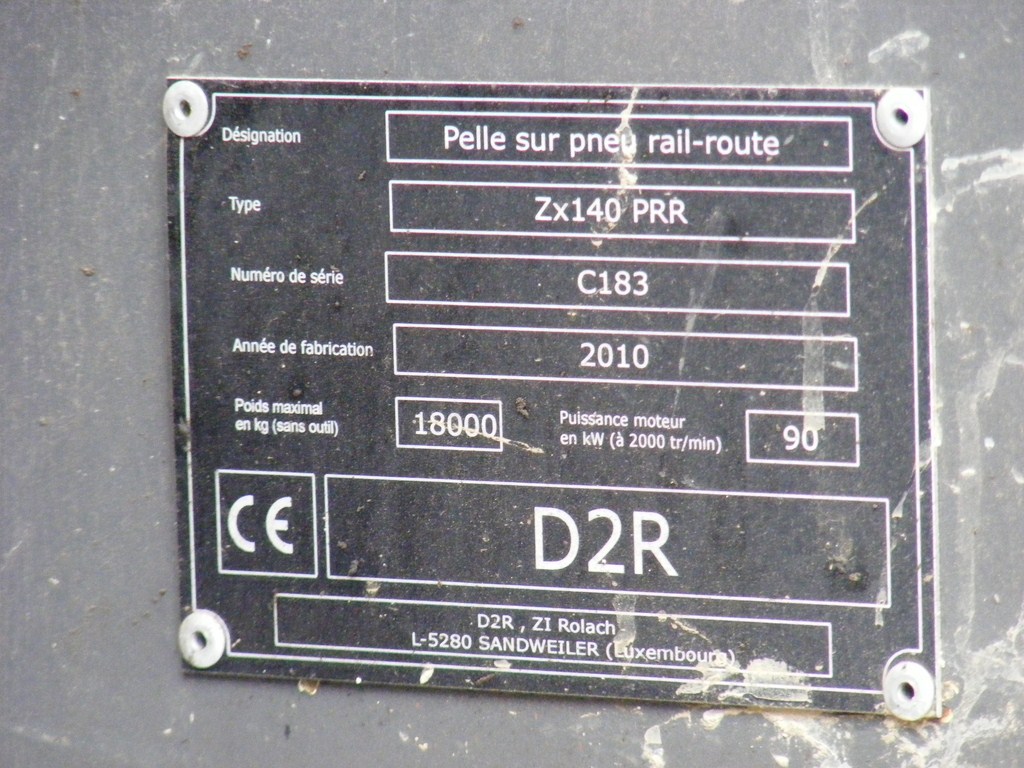 Désignation Pelle sur pneu rail-route
Type Zx140 PRR
Numéro de série C183
Année de fabrication 2010
Poids maximal
en kg (sans outil) 18000
Puissance moteur
en kW (à 2000 tr/min) 90
CE D2R
D2R , ZI Rolach
L-5280 SANDWEILER (Luxembourg)